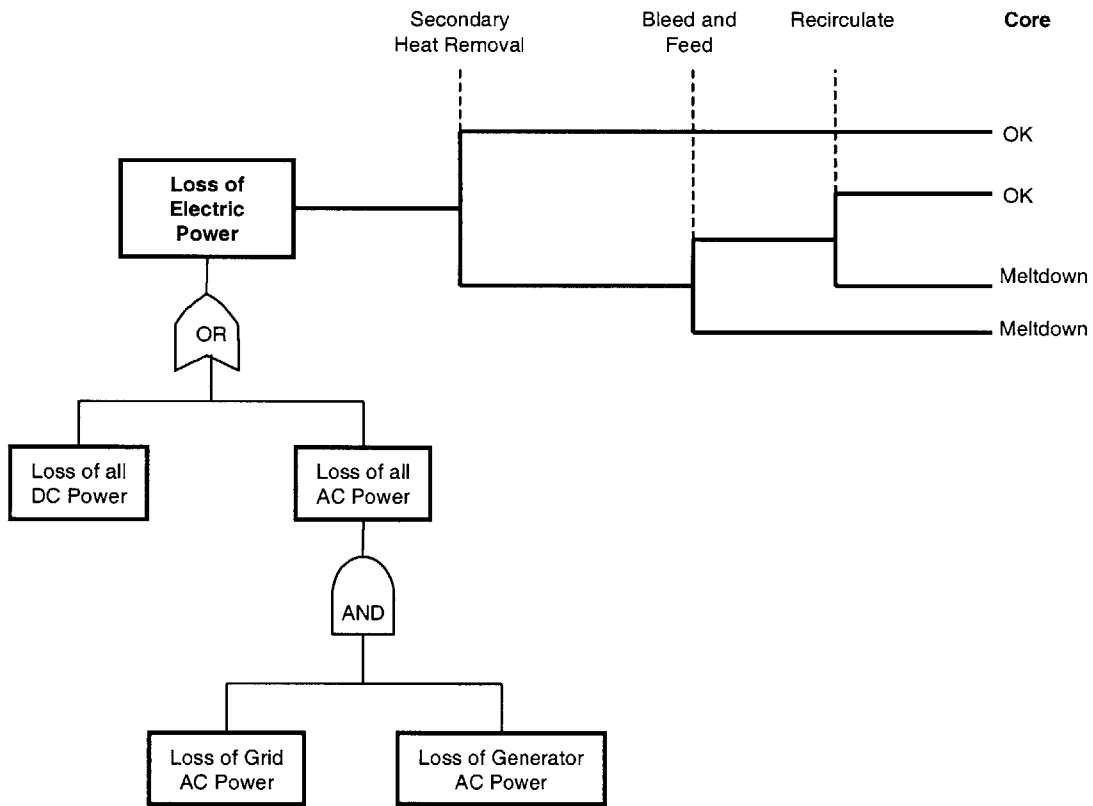 Secondary
Heat Removal
Bleed and
Feed
Recirculate
Core
OK
Loss of
Electric
Power
OK
Meltdown
Meltdown
OR
Loss of all
DC Power
Loss of all
AC Power
AND
Loss of Grid
AC Power
Loss of Generator
AC Power